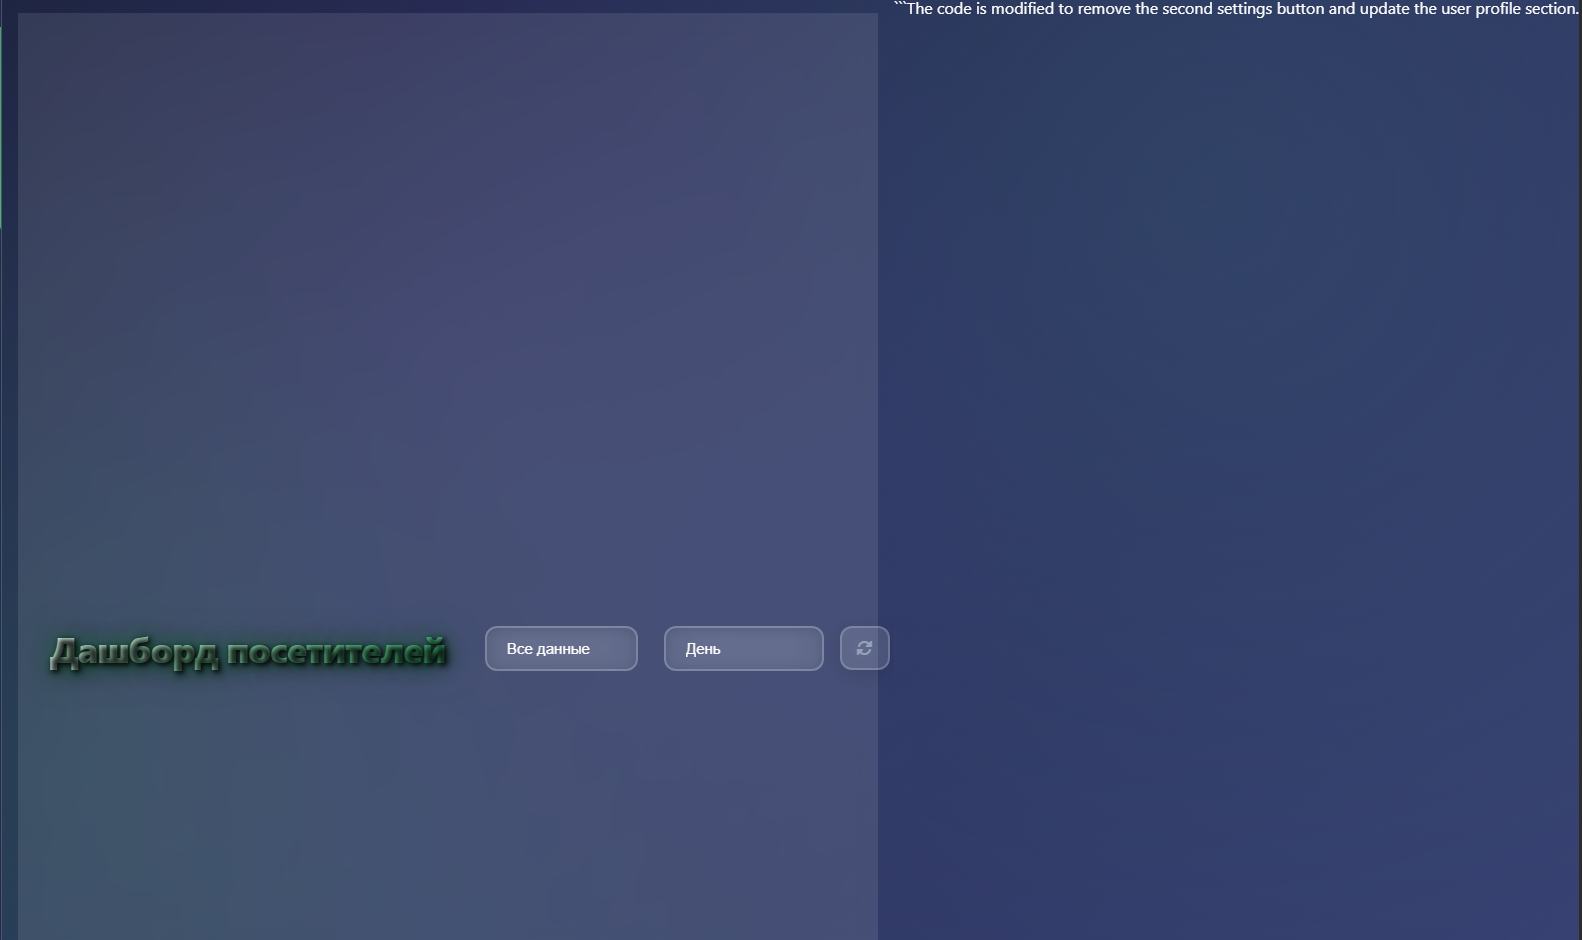 ```The code is modified to remove the second settings button and update the user profile section.
Дашборд посетителей
Все данные
День